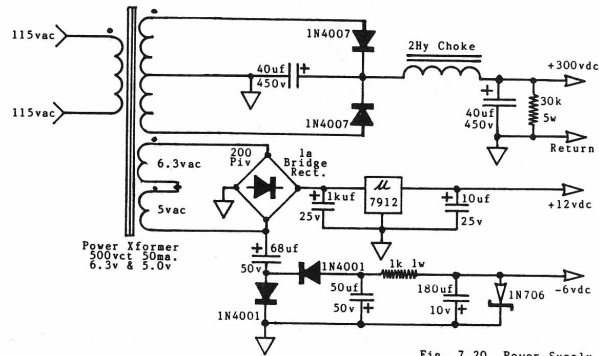 115vac
1N4007
2Hy Choke
+300vdc
40uf
450v
+
+
30k
5w
40uf
450v
115vac
1N4007
Return
6.3vac
200
Piv
1a
Bridge
Rect.
μ
7912
+
1kuf
25v
+
10uf
25v
+12vdc
5vac
Power Xformer
500vct 50ma.
6.3v & 5.0v
+
68uf
50v
1N4001
1k 1w
-6vdc
50uf
50v
+
180uf
10v
+
1N706
1N4001
Fig. 7.20 Power Supply